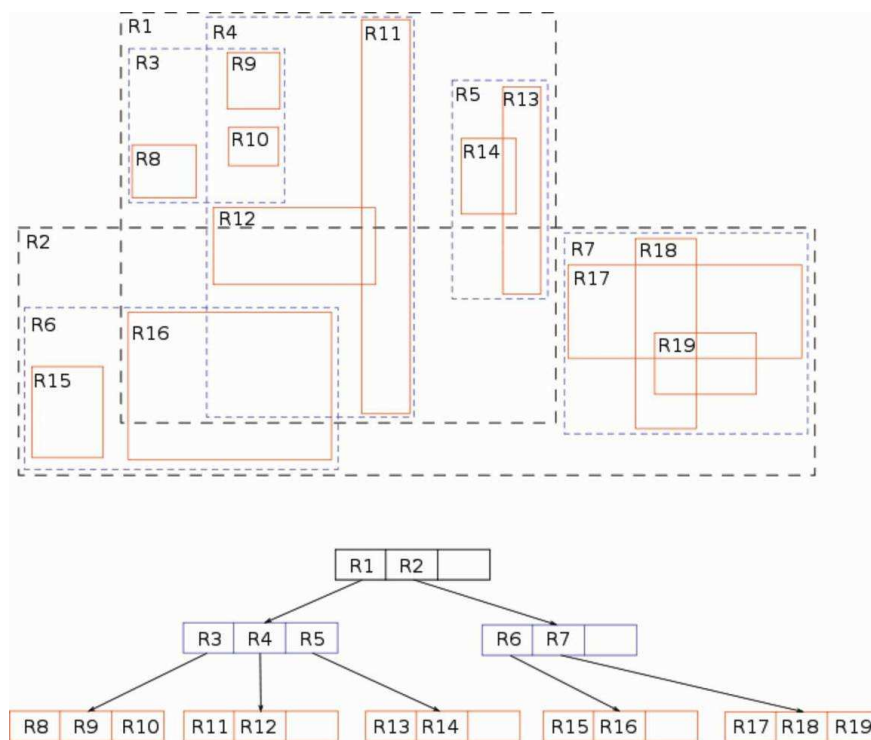 R1 R4 R11
R3 R9
R5 R13
R10 R14
R8
R12
R2
R7 R18
R17
R6
R16
R19
R15
R1 R2
R3 R4 R5 R6 R7
R8 R9 R10 R11 R12 R13 R14 R15 R16 R17 R18 R19